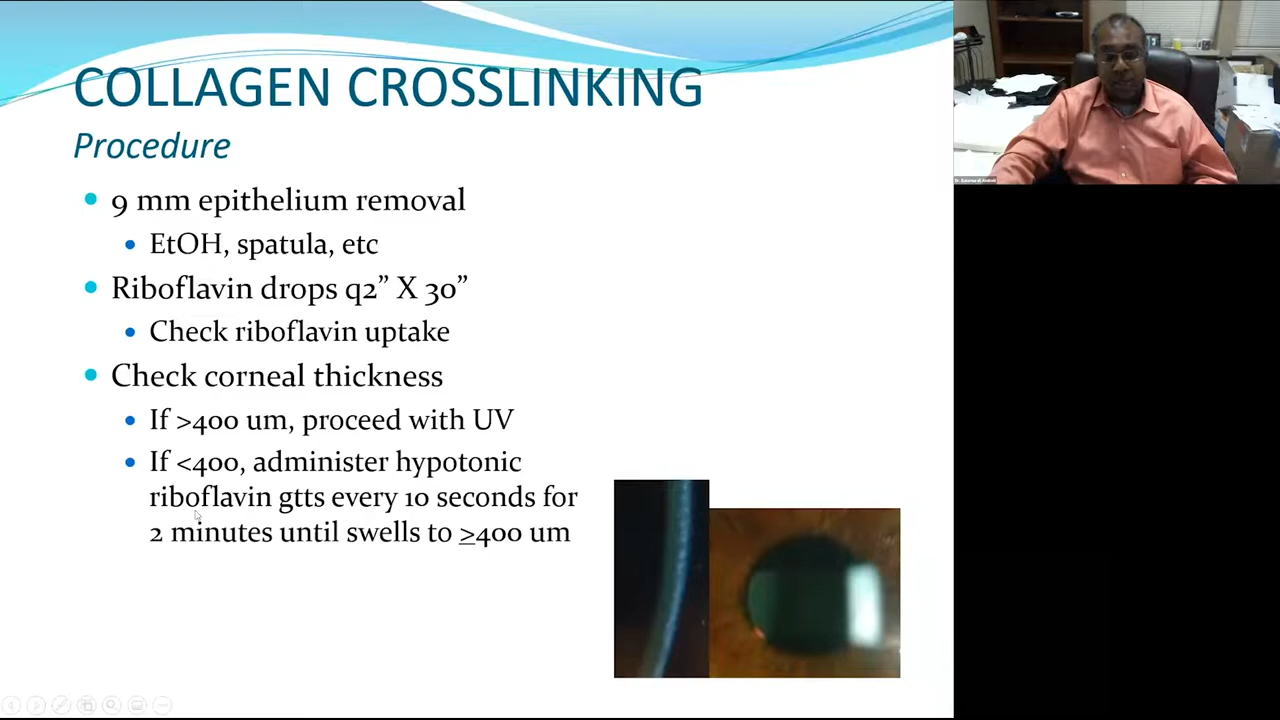 COLLAGEN CROSSLINKING
Procedure
9 mm epithelium removal
EtOH, spatula, etc
Riboflavin drops q2” X 30”
Check riboflavin uptake
Check corneal thickness
If >400 um, proceed with UV
If <400, administer hypotonic
riboflavin gtts every 10 seconds for
2 minutes until swells to ≥400 um